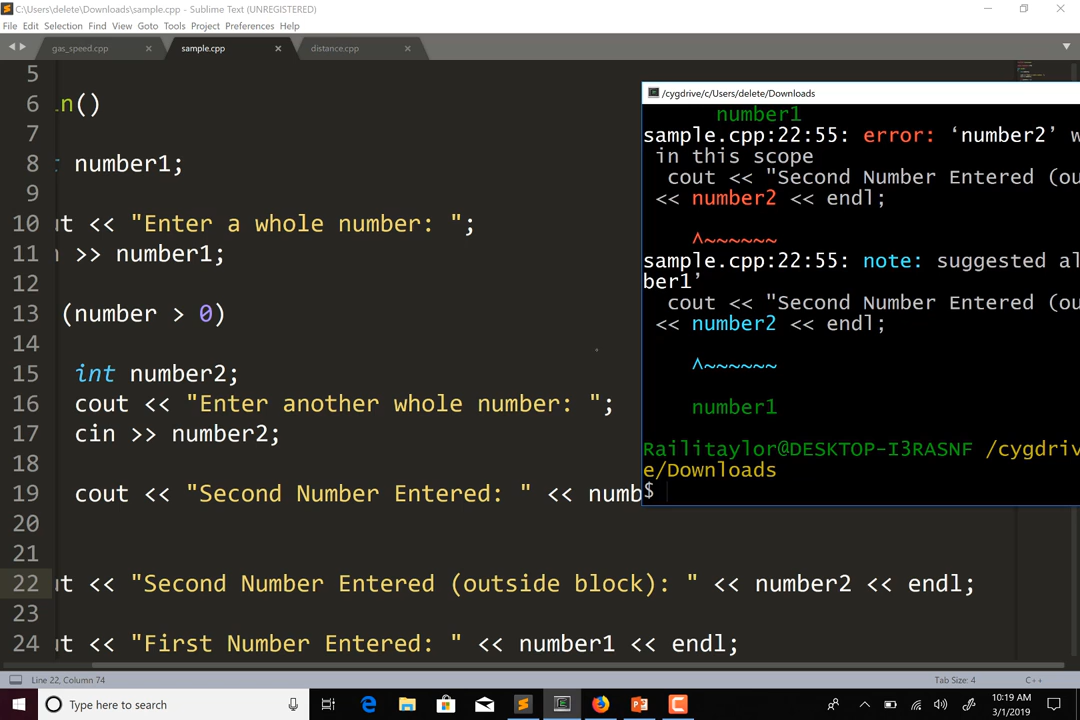 C:\Users\delete\Downloads\sample.cpp - Sublime Text (UNREGISTERED)
File Edit Selection Find View Goto Tools Project Preferences Help
gas_speed.cpp sample.cpp distance.cpp
5
6 in()
7
8 t number1;
9
10 ut << "Enter a whole number: ";
11 n >> number1;
12
13 (number > 0)
14
15 int number2;
16 cout << "Enter another whole number: ";
17 cin >> number2;
18
19 cout << "Second Number Entered: " << numb
20
21
22 ut << "Second Number Entered (outside block): " << number2 << endl;
23
24 ut << "First Number Entered: " << number1 << endl;
/cygdrive/c/Users/delete/Downloads
number1
sample.cpp:22:55: error: ‘number2’ w
in this scope
cout << "Second Number Entered (ou
<< number2 << endl;
^~~~~~~
sample.cpp:22:55: note: suggested al
ber1’
cout << "Second Number Entered (ou
<< number2 << endl;
^~~~~~~
number1
Railitaylor@DESKTOP-I3RASNF /cygdriv
e/Downloads
$
Line 22, Column 74
Tab Size: 4 C++
Type here to search
10:19 AM
3/1/2019